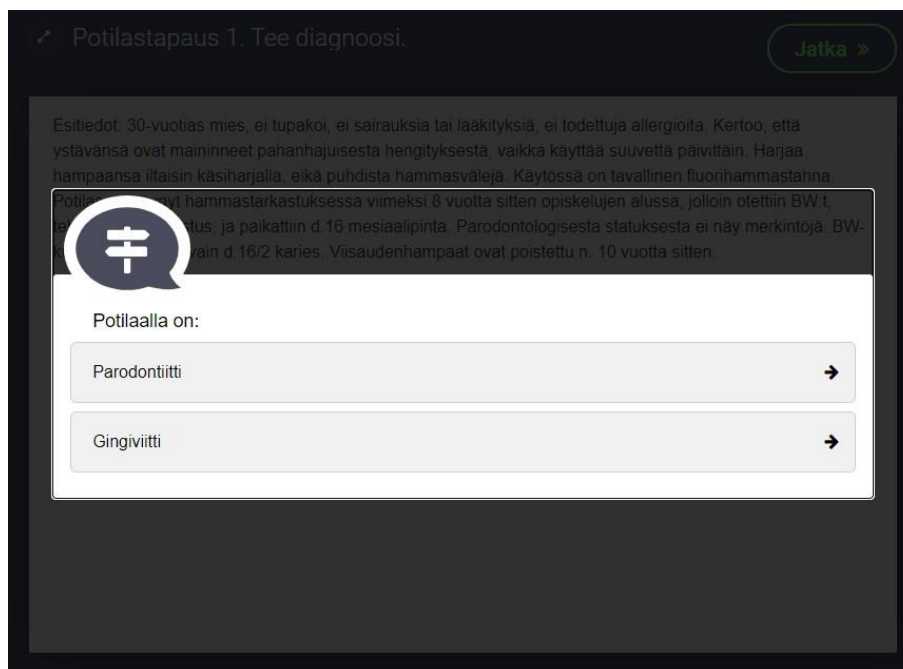 Potilastapaus 1. Tee diagnoosi.
Jatka »
Esitiedot: 30-vuotias mies, ei tupakoi, ei sairauksia tai lääkityksiä, ei todettuja allergioita. Kertoo, että
ystävänsä ovat maininneet pahanhajuisesta hengityksestä, vaikka käyttää suuvettä päivittäin. Harjaa
hampaansa iltaisin käsiharjalla, eikä puhdista hammasvälejä. Käytössä on tavallinen fluorihammastahna.
hammastarkastuksessa viimeksi 8 vuotta sitten opiskelujen alussa, jolloin otettiin BW:t,
ja paikattiin d.16 mesiaalipinta. Parodontologisesta statuksesta ei näy merkintöjä. BW-
vain d.16/2 karies. Viisaudenhampaat ovat poistettu n. 10 vuotta sitten.
Potilaalla on:
Parodontiitti
Gingiviitti